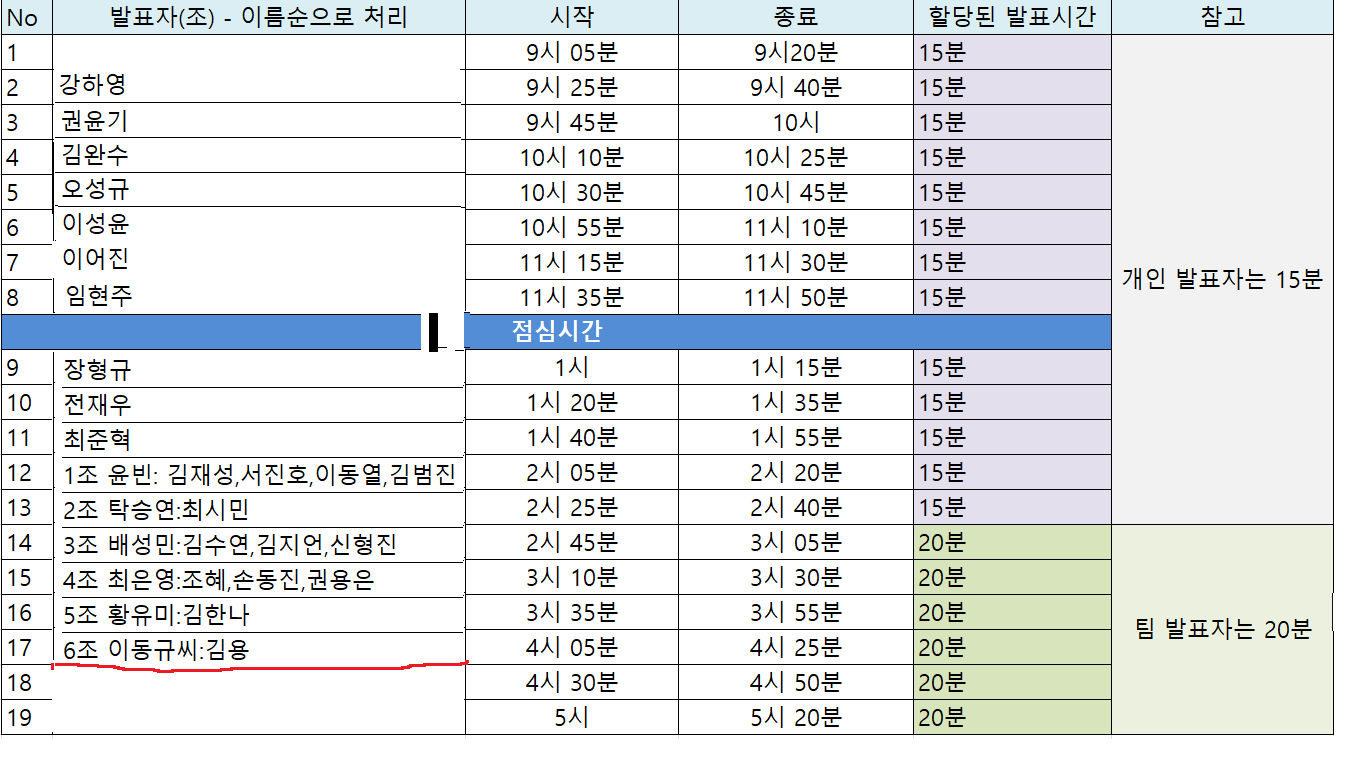 No 발표자(조) - 이름순으로 처리 시작 종료 할당된 발표시간 참고
1 9시 05분 9시20분 15분
2 강하영 9시 25분 9시 40분 15분
3 권윤기 9시 45분 10시 15분
4 김완수 10시 10분 10시 25분 15분
5 오성규 10시 30분 10시 45분 15분
6 이성윤 10시 55분 11시 10분 15분
7 이어진 11시 15분 11시 30분 15분
개인 발표자는 15분
8 임현주 11시 35분 11시 50분 15분
점심시간
9 장형규 1시 1시 15분 15분
10 전재우 1시 20분 1시 35분 15분
11 최준혁 1시 40분 1시 55분 15분
12 1조 윤빈: 김재성,서진호,이동열,김범진 2시 05분 2시 20분 15분
13 2조 탁승연:최시민 2시 25분 2시 40분 15분
14 3조 배성민:김수연,김지언,신형진 2시 45분 3시 05분 20분
15 4조 최은영:조혜,손동진,권용은 3시 10분 3시 30분 20분
16 5조 황유미:김한나 3시 35분 3시 55분 20분
팀 발표자는 20분
17 6조 이동규씨:김용 4시 05분 4시 25분 20분
18 4시 30분 4시 50분 20분
19 5시 5시 20분 20분